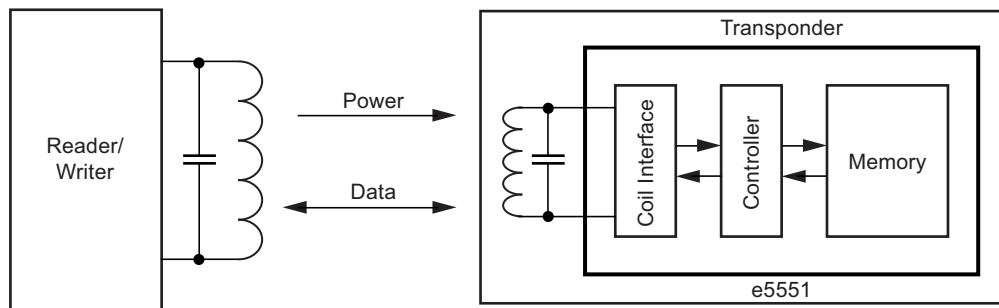 Transponder
Power
Reader/
Writer
Data
Coil Interface
Controller
Memory
e5551